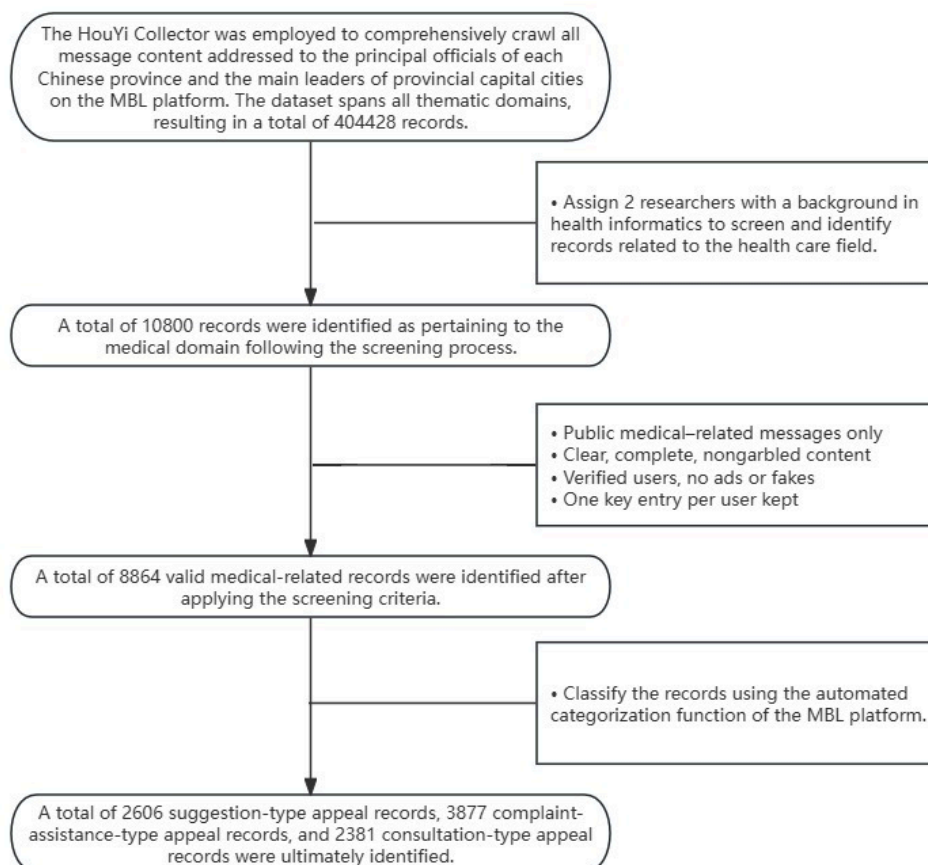 The HouYi Collector was employed to comprehensively crawl all
message content addressed to the principal officials of each
Chinese province and the main leaders of provincial capital cities
on the MBL platform. The dataset spans all thematic domains,
resulting in a total of 404428 records.
• Assign 2 researchers with a background in
health informatics to screen and identify
records related to the health care field.
A total of 10800 records were identified as pertaining to the
medical domain following the screening process.
• Public medical–related messages only
• Clear, complete, nongarbled content
• Verified users, no ads or fakes
• One key entry per user kept
A total of 8864 valid medical-related records were identified after
applying the screening criteria.
• Classify the records using the automated
categorization function of the MBL platform.
A total of 2606 suggestion-type appeal records, 3877 complaint-
assistance-type appeal records, and 2381 consultation-type appeal
records were ultimately identified.